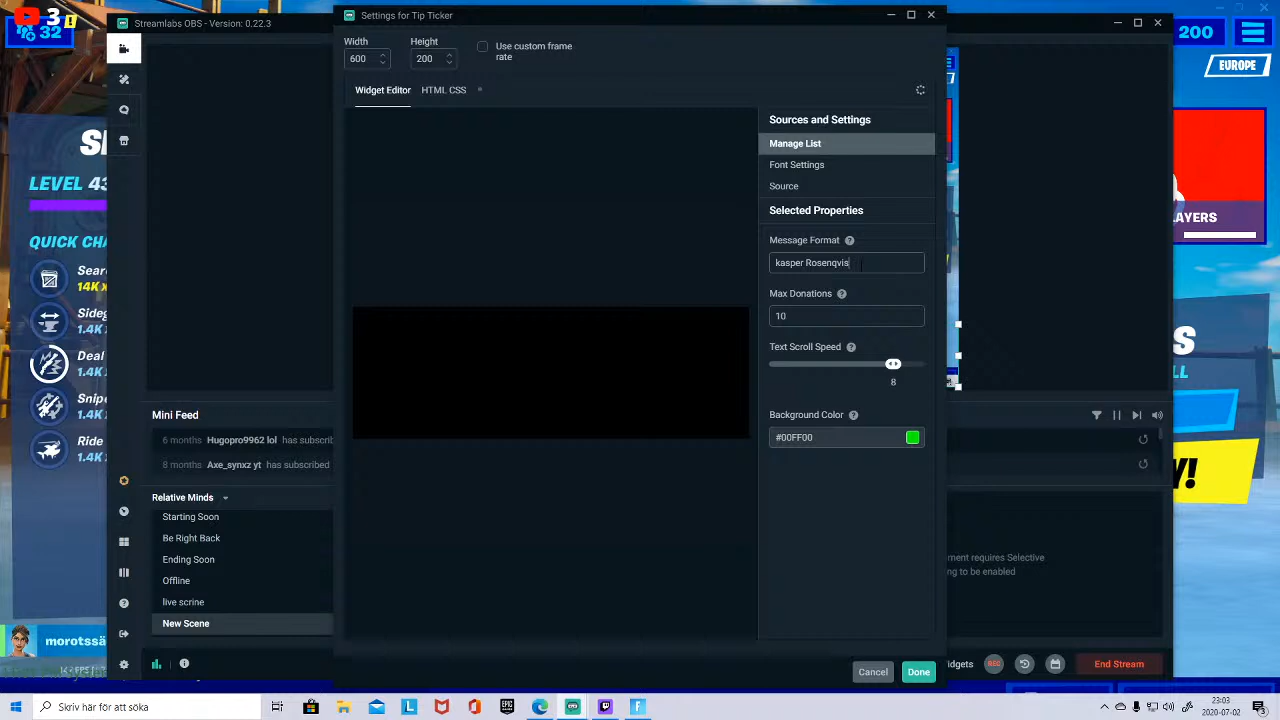 3
32
Streamlabs OBS - Version: 0.22.3
Settings for Tip Ticker
200
EUROPE
Width
Height
Use custom frame
rate
600
200
Widget Editor
HTML CSS
Sources and Settings
Manage List
Font Settings
Source
Selected Properties
Message Format
kasper Rosenqvis
Max Donations
10
Text Scroll Speed
8
Background Color
#00FF00
LEVEL 43
QUICK CHA
Sear
14K
Sideg
1.4K
Deal
1.4K
Snipe
1.4K
Ride
1.4K
AYERS
Mini Feed
6 months Hugopro9962 lol has subscrib
8 months Axe_synxz yt has subscribed
Relative Minds
Starting Soon
Be Right Back
Ending Soon
Offline
live scrine
New Scene
ment requires Selective
ng to be enabled
Y!
morotssä
Cancel
Done
dgets
REC
End Stream
Skriv här för att söka
EPIC
23:03
2020-07-02